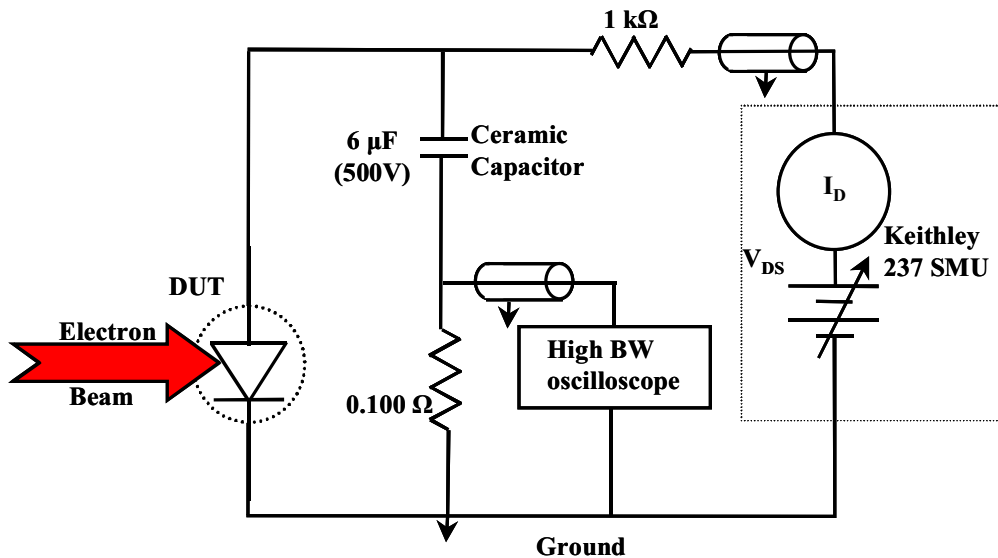 1 kΩ
6 µF
(500V)
Ceramic
Capacitor
I_D
Keithley
237 SMU
V_DS
DUT
Electron
Beam
High BW
oscilloscope
0.100 Ω
Ground